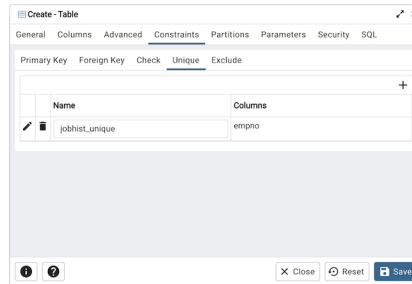 Create - Table
General Columns Advanced Constraints Partitions Parameters Security SQL
Primary Key Foreign Key Check Unique Exclude
Name Columns
jobhist_unique empno
Close Reset Save